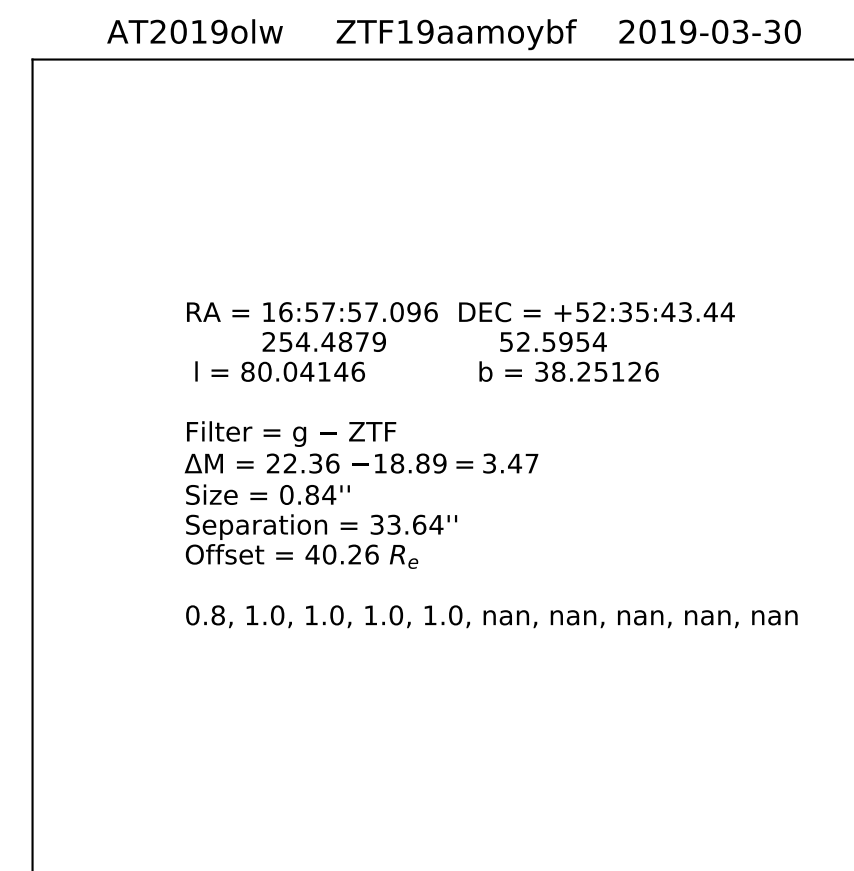 AT2019olw ZTF19aamoybf 2019-03-30
RA = 16:57:57.096 DEC = +52:35:43.44
254.4879 52.5954
l = 80.04146 b = 38.25126
Filter = g − ZTF
ΔM = 22.36 −18.89 = 3.47
Size = 0.84''
Separation = 33.64''
Offset = 40.26 Rₑ
0.8, 1.0, 1.0, 1.0, 1.0, nan, nan, nan, nan, nan